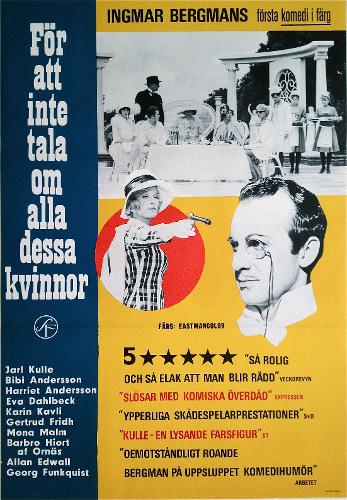 INGMAR BERGMANS första komedi i färg
För
att
inte
tala
om
alla
dessa
kvinnor
SF
FÄRG: EASTMANCOLOR
Jarl Kulle
Bibi Andersson
Harriet Andersson
Eva Dahlbeck
Karin Kavli
Gertrud Fridh
Mona Malm
Barbro Hiort
af Ornäs
Allan Edwall
Georg Funkquist
5 ★★★★★ "SÅ ROLIG
OCH SÅ ELAK ATT MAN BLIR RÄDD" VECKOREVYN
"SLÖSAR MED KOMISKA ÖVERDÅD" EXPRESSEN
"YPPERLIGA SKÅDESPELARPRESTATIONER" SvD
"KULLE - EN LYSANDE FARSFIGUR" ST
"OEMOTSTÅNDLIGT ROANDE
BERGMAN PÅ UPPSLUPPET KOMEDIHUMÖR"
ARBETET